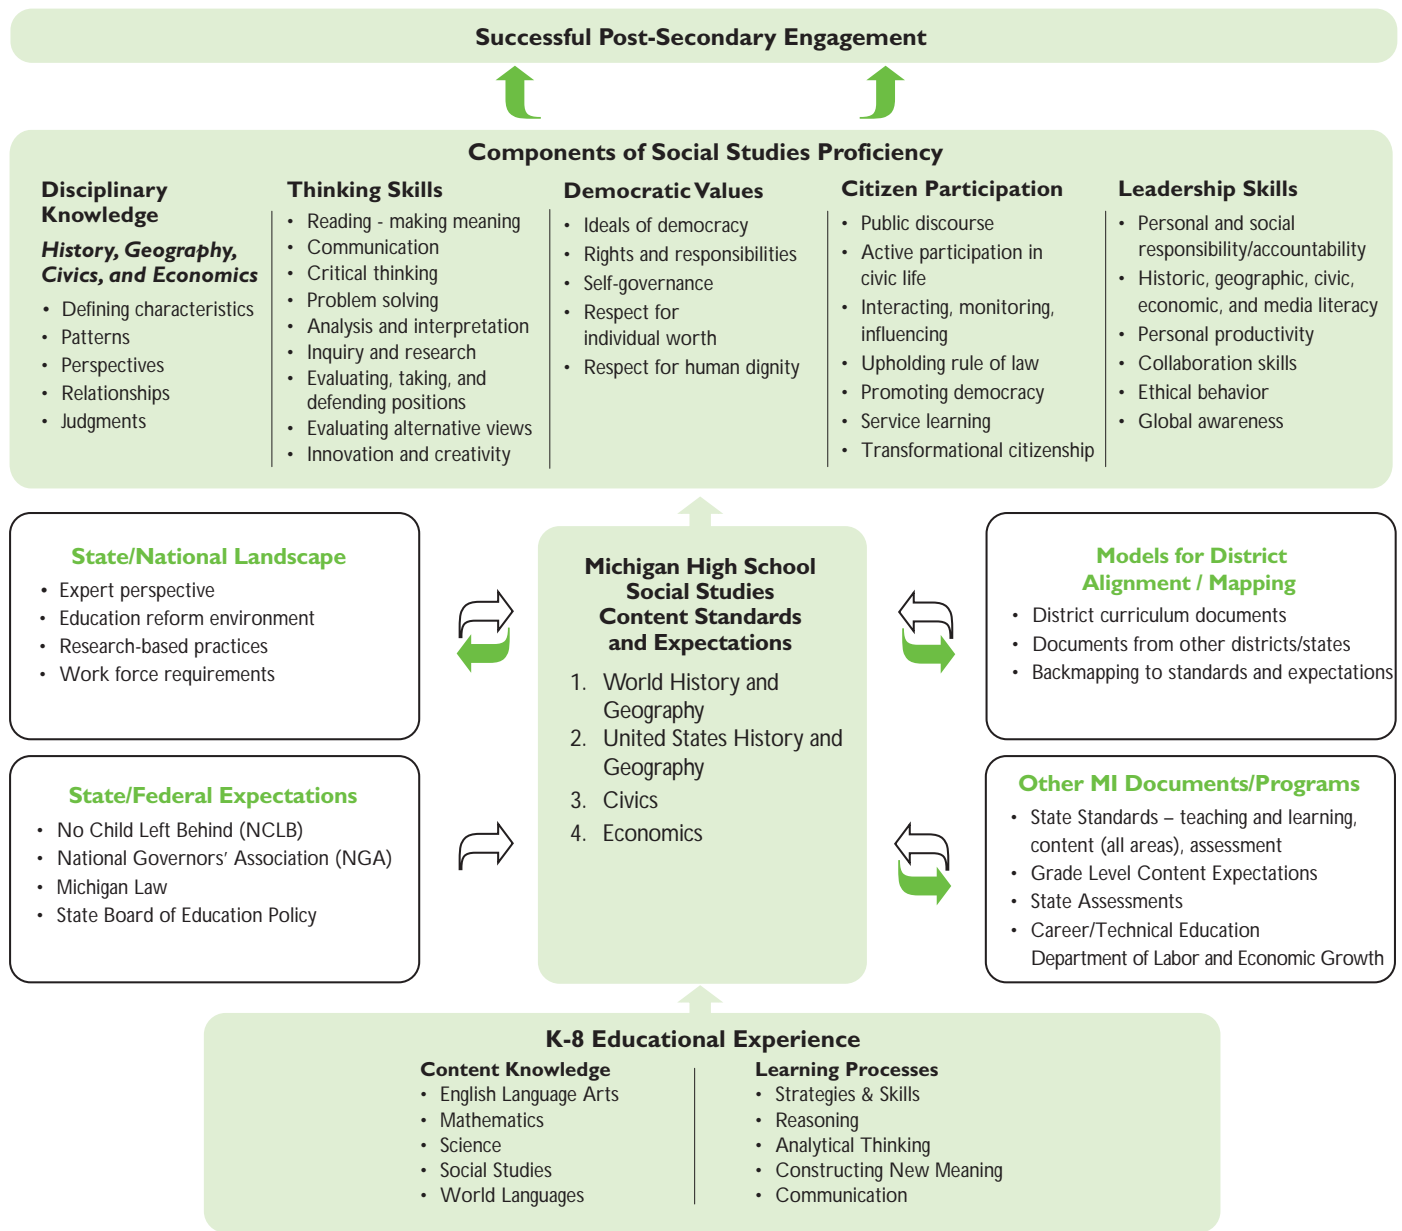 Successful Post-Secondary Engagement
Components of Social Studies Proficiency
Disciplinary
Knowledge
History, Geography,
Civics, and Economics
• Defining characteristics
• Patterns
• Perspectives
• Relationships
• Judgments
Thinking Skills
• Reading - making meaning
• Communication
• Critical thinking
• Problem solving
• Analysis and interpretation
• Inquiry and research
• Evaluating, taking, and
defending positions
• Evaluating alternative views
• Innovation and creativity
Democratic Values
• Ideals of democracy
• Rights and responsibilities
• Self-governance
• Respect for
individual worth
• Respect for human dignity
Citizen Participation
• Public discourse
• Active participation in
civic life
• Interacting, monitoring,
influencing
• Upholding rule of law
• Promoting democracy
• Service learning
• Transformational citizenship
Leadership Skills
• Personal and social
responsibility/accountability
• Historic, geographic, civic,
economic, and media literacy
• Personal productivity
• Collaboration skills
• Ethical behavior
• Global awareness
State/National Landscape
• Expert perspective
• Education reform environment
• Research-based practices
• Work force requirements
State/Federal Expectations
• No Child Left Behind (NCLB)
• National Governors' Association (NGA)
• Michigan Law
• State Board of Education Policy
Michigan High School
Social Studies
Content Standards
and Expectations
1. World History and
Geography
2. United States History and
Geography
3. Civics
4. Economics
Models for District
Alignment / Mapping
• District curriculum documents
• Documents from other districts/states
• Backmapping to standards and expectations
Other MI Documents/Programs
• State Standards – teaching and learning,
content (all areas), assessment
• Grade Level Content Expectations
• State Assessments
• Career/Technical Education
Department of Labor and Economic Growth
K-8 Educational Experience
Content Knowledge
• English Language Arts
• Mathematics
• Science
• Social Studies
• World Languages
Learning Processes
• Strategies & Skills
• Reasoning
• Analytical Thinking
• Constructing New Meaning
• Communication